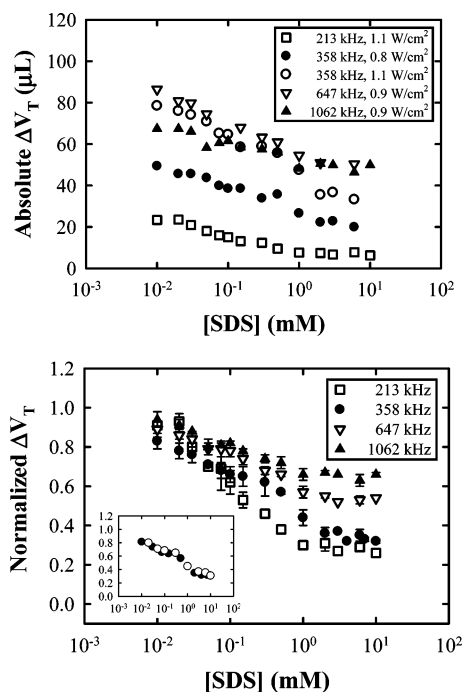 120
100
80
60
40
20
0
Absolute ΔV_T (μL)
213 kHz, 1.1 W/cm²
358 kHz, 0.8 W/cm²
358 kHz, 1.1 W/cm²
647 kHz, 0.9 W/cm²
1062 kHz, 0.9 W/cm²
10⁻³ 10⁻² 10⁻¹ 10⁰ 10¹ 10²
[SDS] (mM)
1.2
1.0
0.8
0.6
0.4
0.2
0.0
Normalized ΔV_T
213 kHz
358 kHz
647 kHz
1062 kHz
1.0
0.8
0.6
0.4
0.2
0.0
10⁻³ 10⁻² 10⁻¹ 10⁰ 10¹ 10²
10⁻³ 10⁻² 10⁻¹ 10⁰ 10¹ 10²
[SDS] (mM)